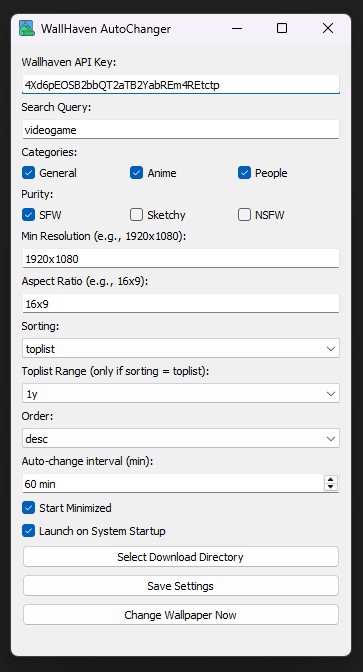 WallHaven AutoChanger
Wallhaven API Key:
4Xd6pEOSB2bbQT2aTB2YabREm4REtctp
Search Query:
videogame
Categories:
General Anime People
Purity:
SFW Sketchy NSFW
Min Resolution (e.g., 1920x1080):
1920x1080
Aspect Ratio (e.g., 16x9):
16x9
Sorting:
toplist
Toplist Range (only if sorting = toplist):
1y
Order:
desc
Auto-change interval (min):
60 min
Start Minimized
Launch on System Startup
Select Download Directory
Save Settings
Change Wallpaper Now